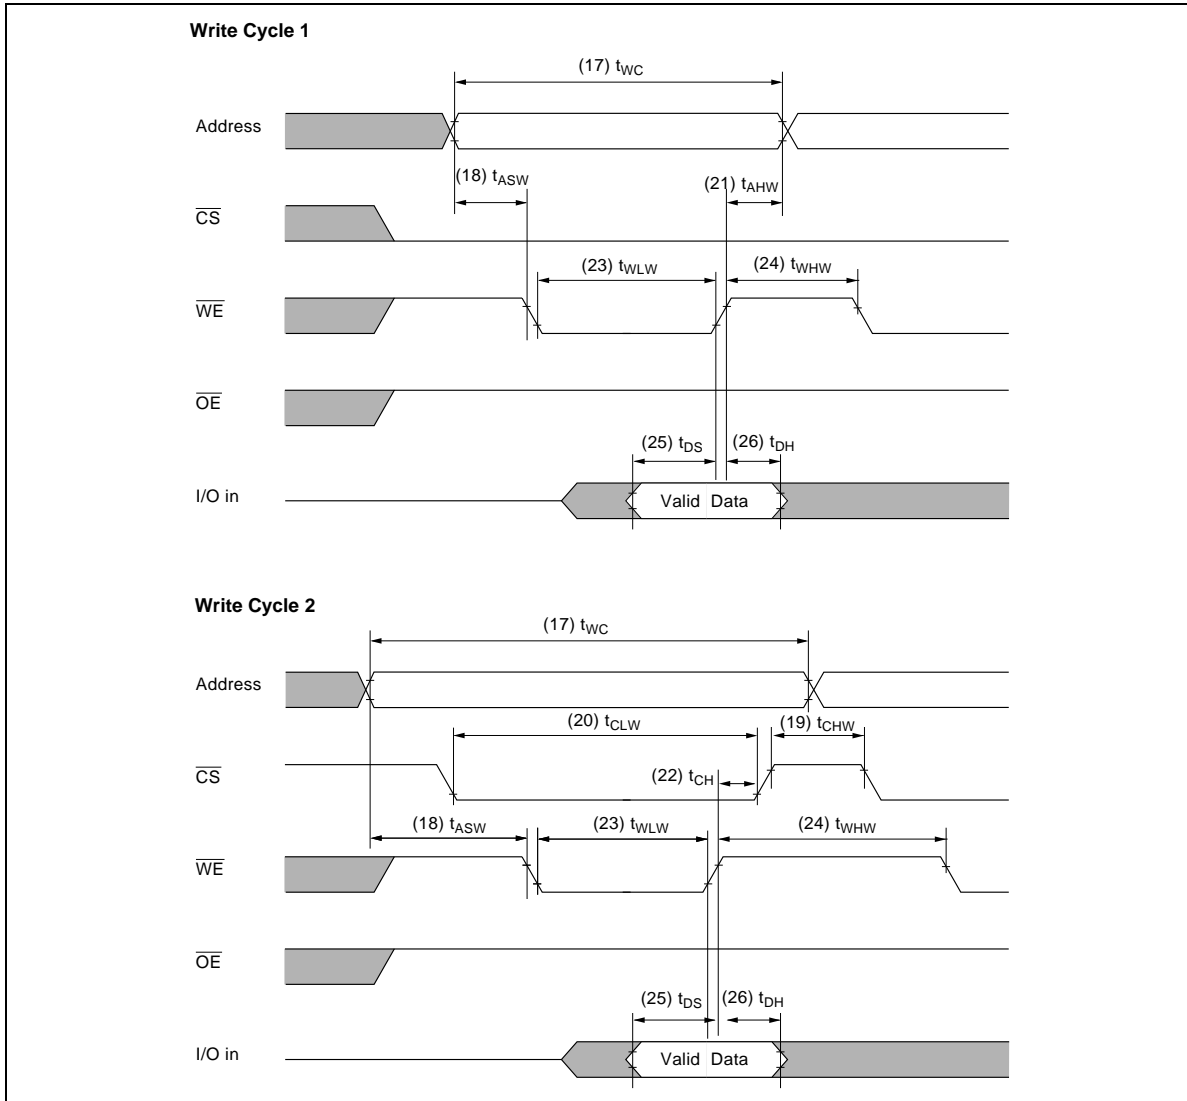 Write Cycle 1
(17) tWC
Address
(18) tASW
(21) tAHW
CS
(23) tWLW
(24) tWHW
WE
OE
(25) tDS
(26) tDH
I/O in
Valid Data
Write Cycle 2
(17) tWC
Address
(20) tCLW
(19) tCHW
CS
(22) tCH
(18) tASW
(23) tWLW
(24) tWHW
WE
OE
(25) tDS
(26) tDH
I/O in
Valid Data